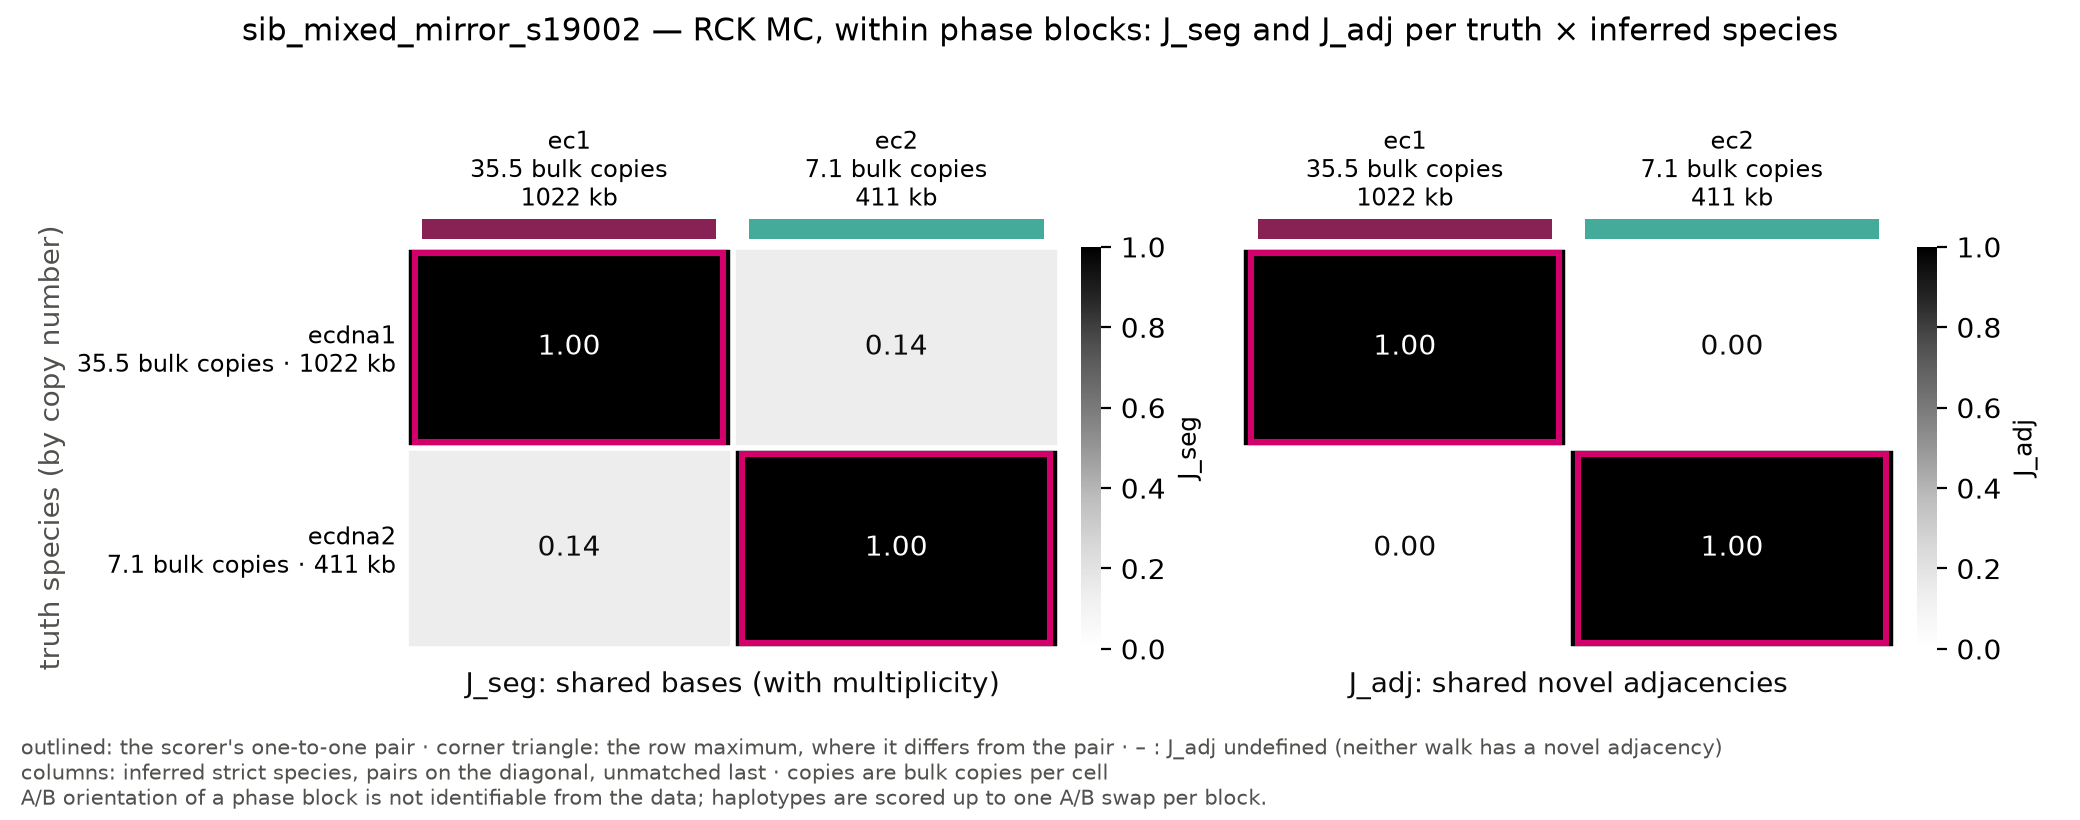 sib_mixed_mirror_s19002 — RCK MC, within phase blocks: J_seg and J_adj per truth × inferred species
ec1
35.5 bulk copies
1022 kb
ec2
7.1 bulk copies
411 kb
ec1
35.5 bulk copies
1022 kb
ec2
7.1 bulk copies
411 kb
truth species (by copy number)
ecdna1
35.5 bulk copies · 1022 kb
ecdna2
7.1 bulk copies · 411 kb
1.00
0.14
0.14
1.00
1.0
0.8
0.6
0.4
0.2
0.0
J_seg
1.00
0.00
0.00
1.00
1.0
0.8
0.6
0.4
0.2
0.0
J_adj
J_seg: shared bases (with multiplicity)
J_adj: shared novel adjacencies
outlined: the scorer's one-to-one pair · corner triangle: the row maximum, where it differs from the pair · – : J_adj undefined (neither walk has a novel adjacency)
columns: inferred strict species, pairs on the diagonal, unmatched last · copies are bulk copies per cell
A/B orientation of a phase block is not identifiable from the data; haplotypes are scored up to one A/B swap per block.